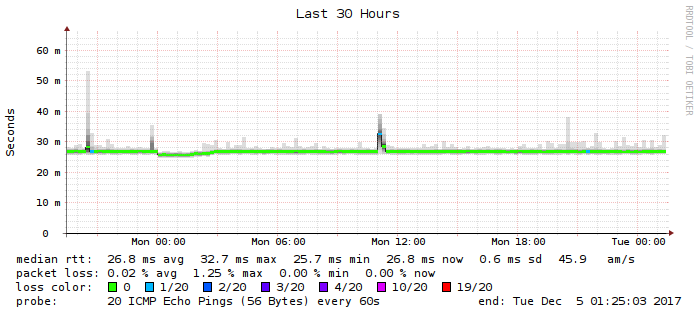 Last 30 Hours
RRDTOOL / TOBI OETIKER
Seconds
60 m
50 m
40 m
30 m
20 m
10 m
0
Mon 00:00 Mon 06:00 Mon 12:00 Mon 18:00 Tue 00:00
median rtt: 26.8 ms avg 32.7 ms max 25.7 ms min 26.8 ms now 0.6 ms sd 45.9 am/s
packet loss: 0.02 % avg 1.25 % max 0.00 % min 0.00 % now
loss color: 0 1/20 2/20 3/20 4/20 10/20 19/20
probe: 20 ICMP Echo Pings (56 Bytes) every 60s end: Tue Dec 5 01:25:03 2017